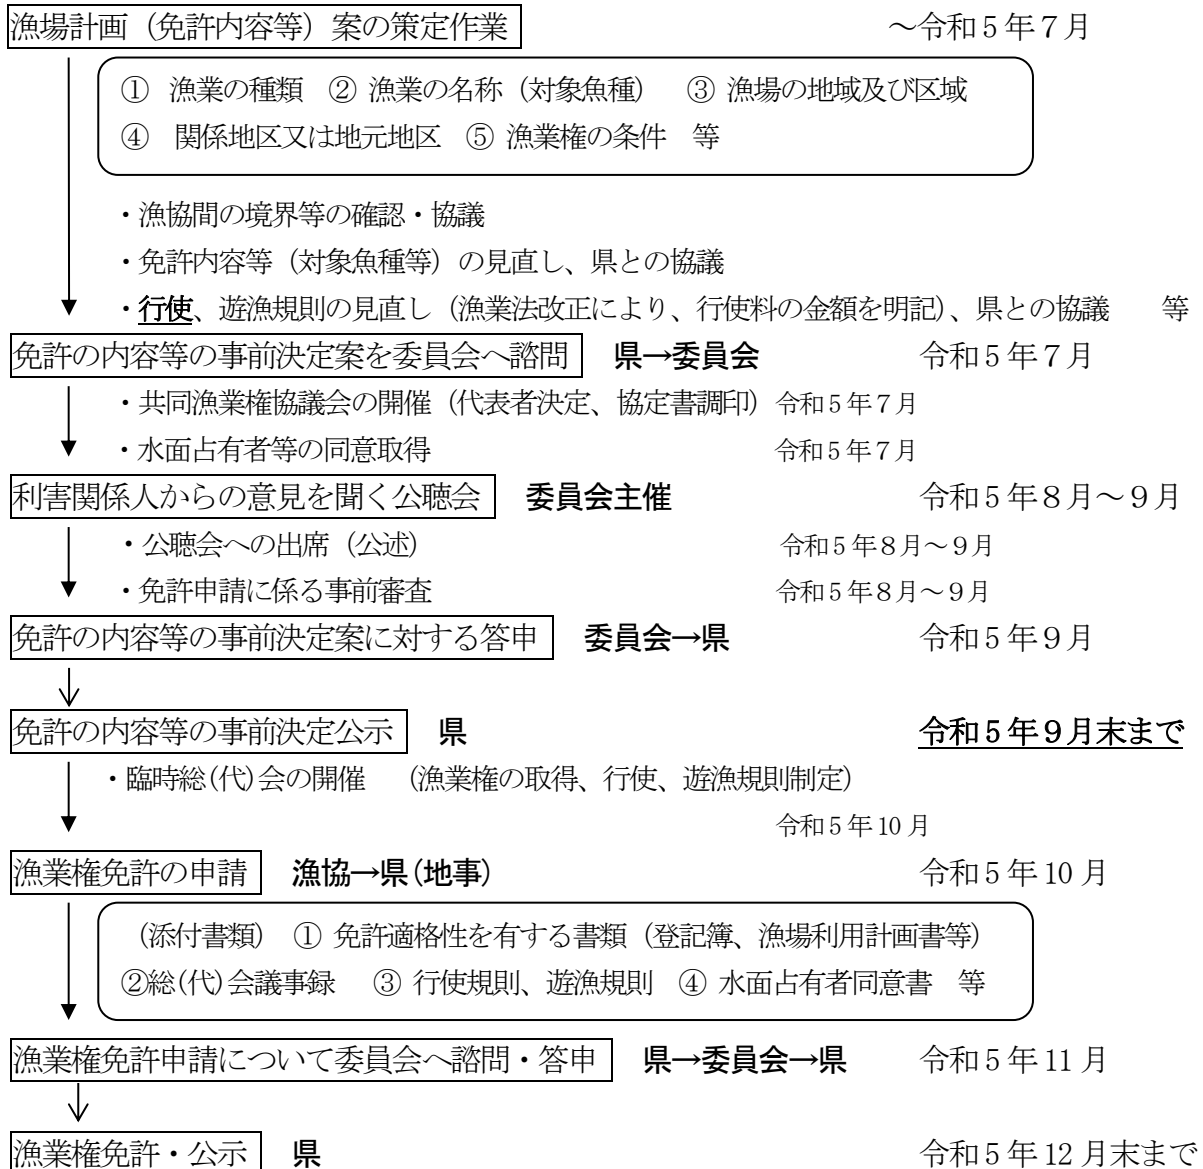 漁場計画(免許内容等)案の策定作業 ～令和5年7月
① 漁業の種類 ② 漁業の名称(対象魚種) ③ 漁場の地域及び区域
④ 関係地区又は地元地区 ⑤ 漁業権の条件 等
・漁協間の境界等の確認・協議
・免許内容等(対象魚種等)の見直し、県との協議
・行使、遊漁規則の見直し(漁業法改正により、行使料の金額を明記)、県との協議 等
免許の内容等の事前決定案を委員会へ諮問 県→委員会 令和5年7月
・共同漁業権協議会の開催(代表者決定、協定書調印) 令和5年7月
・水面占有者等の同意取得 令和5年7月
利害関係人からの意見を聞く公聴会 委員会主催 令和5年8月～9月
・公聴会への出席(公述) 令和5年8月～9月
・免許申請に係る事前審査 令和5年8月～9月
免許の内容等の事前決定案に対する答申 委員会→県 令和5年9月
免許の内容等の事前決定公示 県 令和5年9月末まで
・臨時総(代)会の開催 (漁業権の取得、行使、遊漁規則制定)
令和5年10月
漁業権免許の申請 漁協→県(地事) 令和5年10月
(添付書類) ① 免許適格性を有する書類(登記簿、漁場利用計画書等)
②総(代)会議事録 ③ 行使規則、遊漁規則 ④ 水面占有者同意書 等
漁業権免許申請について委員会へ諮問・答申 県→委員会→県 令和5年11月
漁業権免許・公示 県 令和5年12月末まで